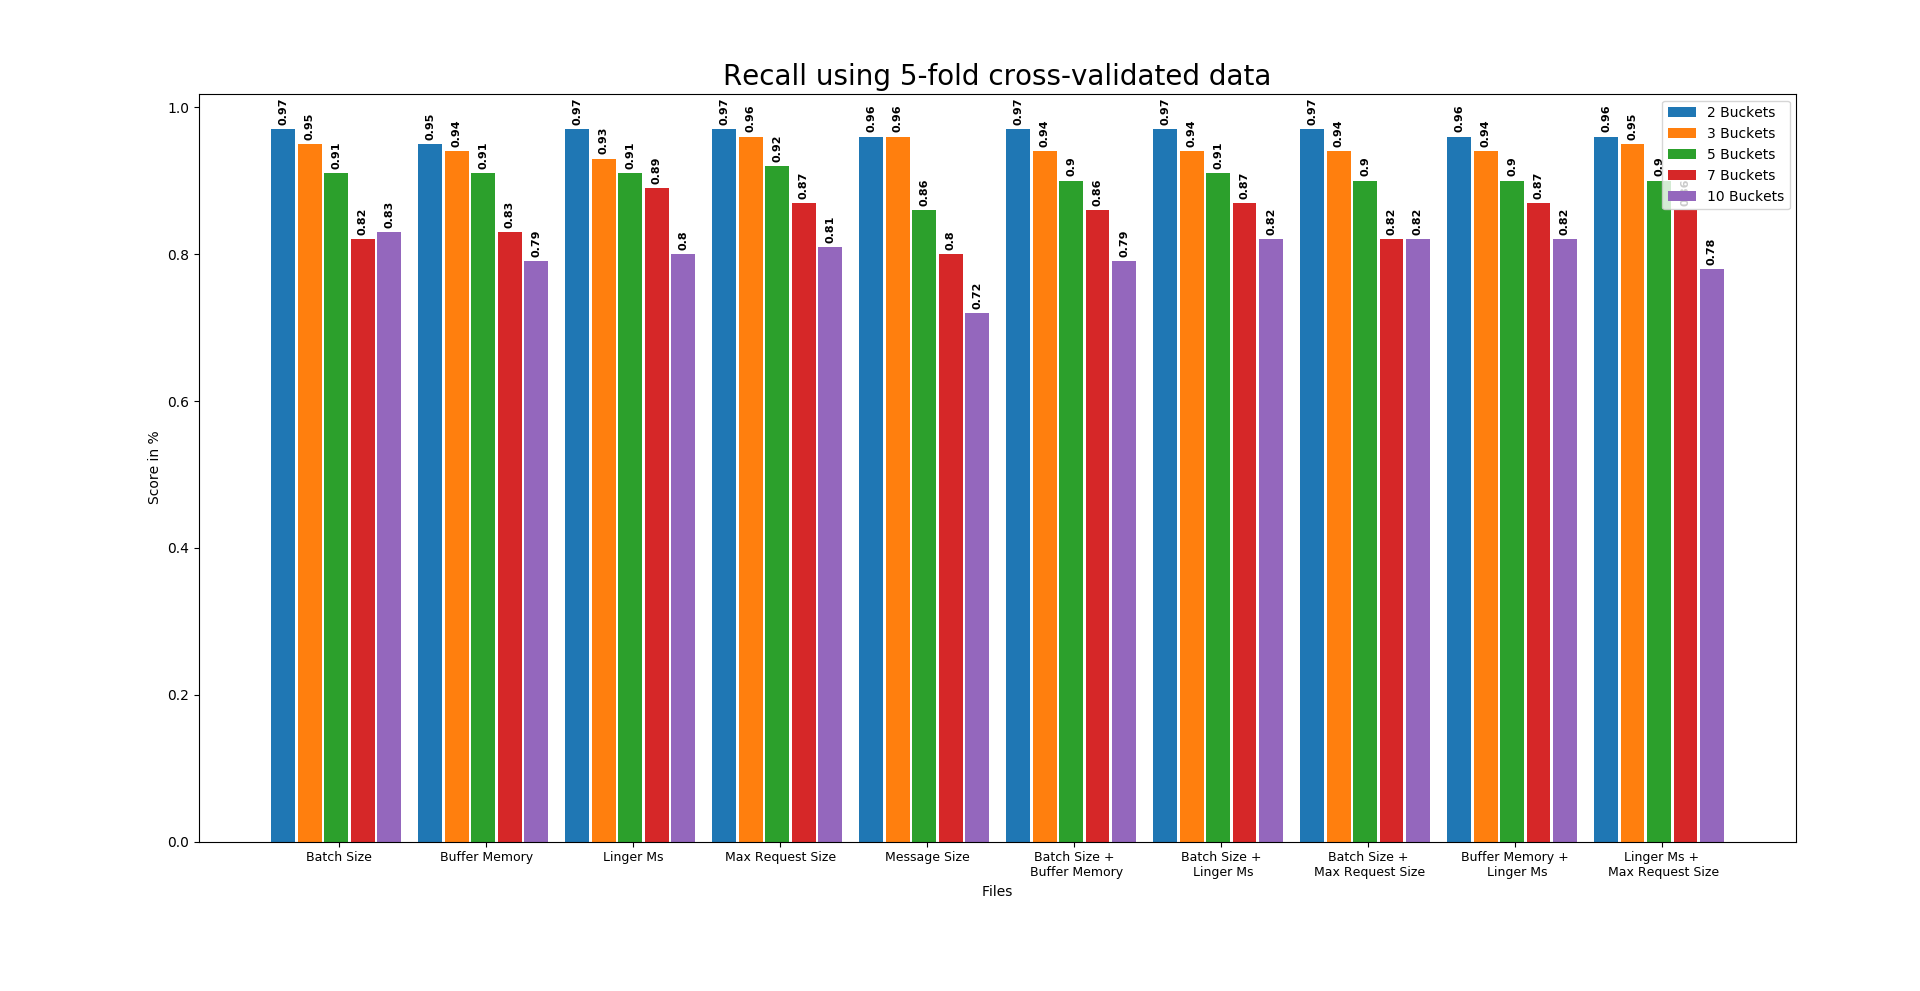 Recall using 5-fold cross-validated data
1.0
0.8
0.6
0.4
0.2
0.0
Score in %
0.97 0.95 0.91 0.82 0.83
0.95 0.94 0.91 0.83 0.79
0.97 0.93 0.91 0.89 0.8
0.97 0.96 0.92 0.87 0.81
0.96 0.96 0.86 0.8 0.72
0.97 0.94 0.9 0.86 0.79
0.97 0.94 0.91 0.87 0.82
0.97 0.94 0.9 0.82 0.82
0.96 0.94 0.9 0.87 0.82
0.96 0.95 0.9 0.86 0.78
2 Buckets
3 Buckets
5 Buckets
7 Buckets
10 Buckets
Batch Size
Buffer Memory
Linger Ms
Max Request Size
Message Size
Batch Size +
Buffer Memory
Batch Size +
Linger Ms
Batch Size +
Max Request Size
Buffer Memory +
Linger Ms
Linger Ms +
Max Request Size
Files